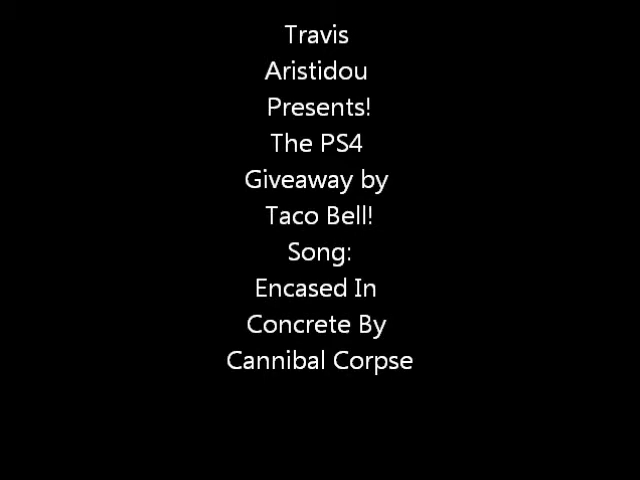 Travis
Aristidou
Presents!
The PS4
Giveaway by
Taco Bell!
Song:
Encased In
Concrete By
Cannibal Corpse